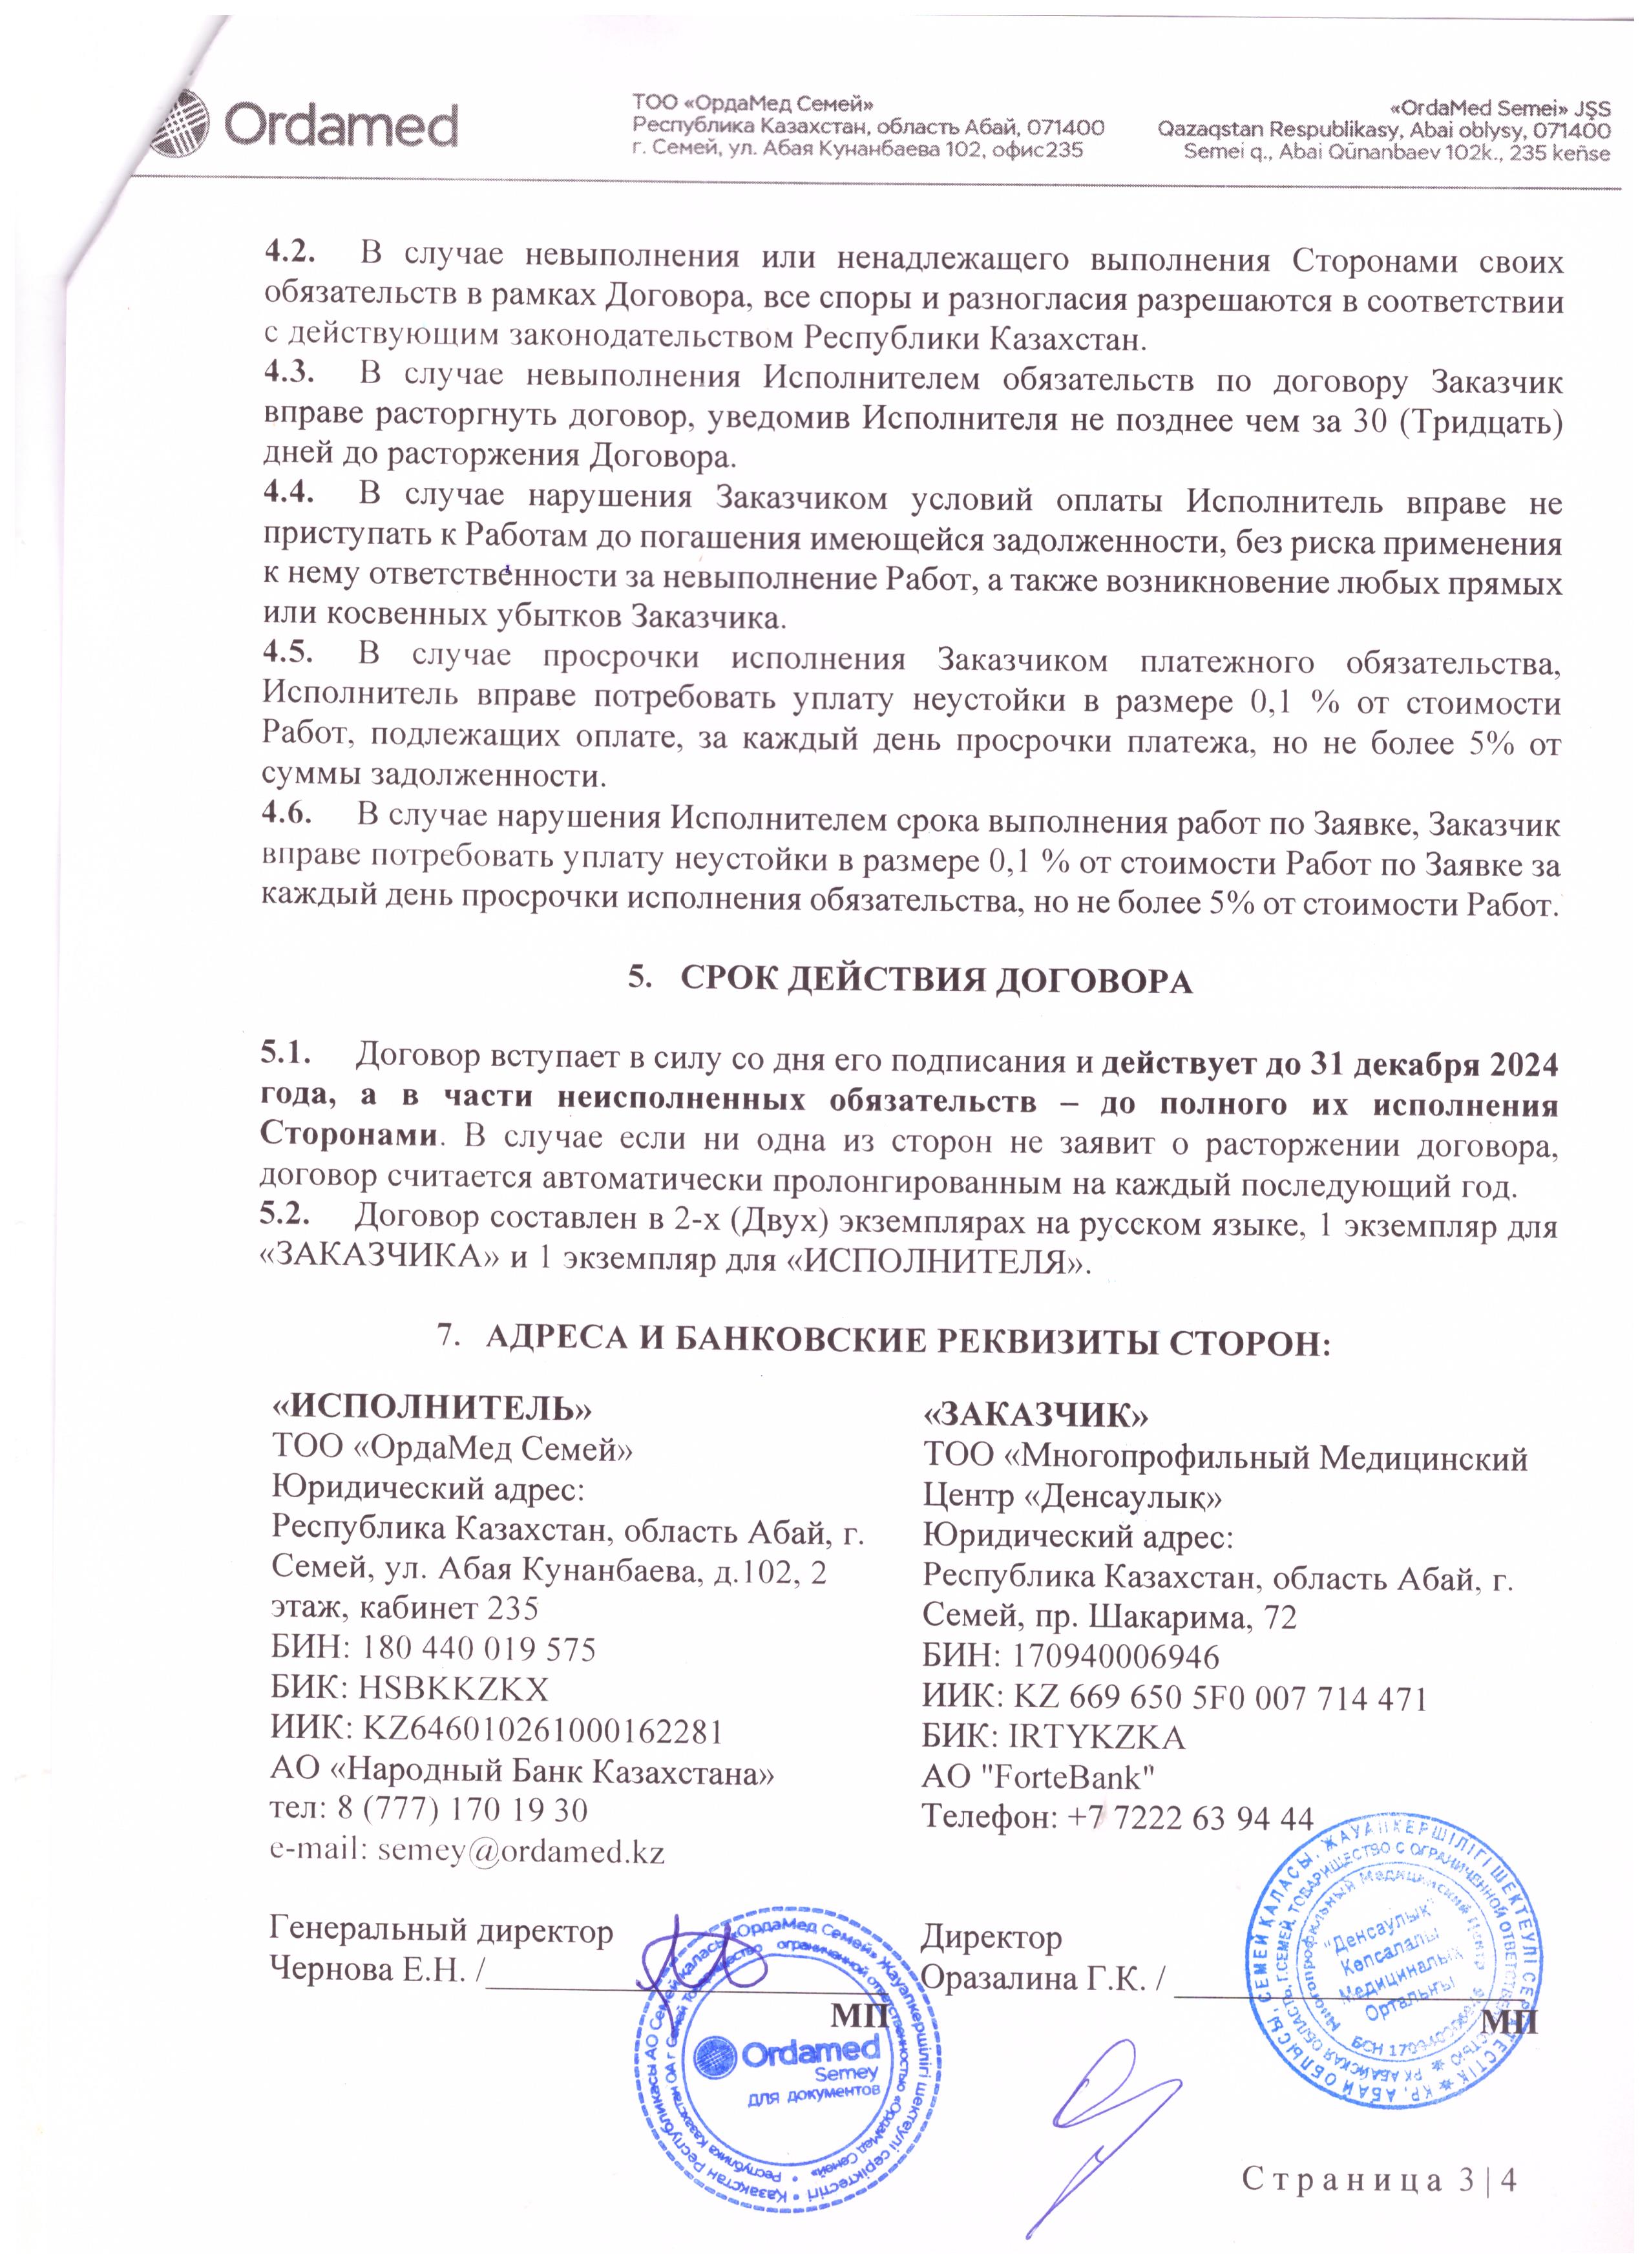 Ordamed
ТОО «ОрдаМед Семей»
Республика Казахстан, область Абай, 071400
г. Семей, ул. Абая Кунанбаева 102, офис235
«OrdaMed Semei» JŞS
Qazaqstan Respublikasy, Abai oblysy, 071400
Semei q., Abai Qūnanbaev 102k., 235 keñse
4.2. В случае невыполнения или ненадлежащего выполнения Сторонами своих
обязательств в рамках Договора, все споры и разногласия разрешаются в соответствии
с действующим законодательством Республики Казахстан.
4.3. В случае невыполнения Исполнителем обязательств по договору Заказчик
вправе расторгнуть договор, уведомив Исполнителя не позднее чем за 30 (Тридцать)
дней до расторжения Договора.
4.4. В случае нарушения Заказчиком условий оплаты Исполнитель вправе не
приступать к Работам до погашения имеющейся задолженности, без риска применения
к нему ответственности за невыполнение Работ, а также возникновение любых прямых
или косвенных убытков Заказчика.
4.5. В случае просрочки исполнения Заказчиком платежного обязательства,
Исполнитель вправе потребовать уплату неустойки в размере 0,1 % от стоимости
Работ, подлежащих оплате, за каждый день просрочки платежа, но не более 5% от
суммы задолженности.
4.6. В случае нарушения Исполнителем срока выполнения работ по Заявке, Заказчик
вправе потребовать уплату неустойки в размере 0,1 % от стоимости Работ по Заявке за
каждый день просрочки исполнения обязательства, но не более 5% от стоимости Работ.
5. СРОК ДЕЙСТВИЯ ДОГОВОРА
5.1. Договор вступает в силу со дня его подписания и действует до 31 декабря 2024
года, а в части неисполненных обязательств – до полного их исполнения
Сторонами. В случае если ни одна из сторон не заявит о расторжении договора,
договор считается автоматически пролонгированным на каждый последующий год.
5.2. Договор составлен в 2-х (Двух) экземплярах на русском языке, 1 экземпляр для
«ЗАКАЗЧИКА» и 1 экземпляр для «ИСПОЛНИТЕЛЯ».
7. АДРЕСА И БАНКОВСКИЕ РЕКВИЗИТЫ СТОРОН:
«ИСПОЛНИТЕЛЬ»
ТОО «ОрдаМед Семей»
Юридический адрес:
Республика Казахстан, область Абай, г.
Семей, ул. Абая Кунанбаева, д.102, 2
этаж, кабинет 235
БИН: 180 440 019 575
БИК: HSBKKZKX
ИИК: KZ646010261000162281
АО «Народный Банк Казахстана»
тел: 8 (777) 170 19 30
e-mail: semey@ordamed.kz
Генеральный директор
Чернова Е.Н. /
МП
«ЗАКАЗЧИК»
ТОО «Многопрофильный Медицинский
Центр «Денсаулық»
Юридический адрес:
Республика Казахстан, область Абай, г.
Семей, пр. Шакарима, 72
БИН: 170940006946
ИИК: KZ 669 650 5F0 007 714 471
БИК: IRTYKZKA
АО "ForteBank"
Телефон: +7 7222 63 94 44
Директор
Оразалина Г.К. /
МП
Ordamed
Semey
для документов
"Денсаулық"
Көпсалалы
Медициналық
Орталығы
Страница 3 | 4